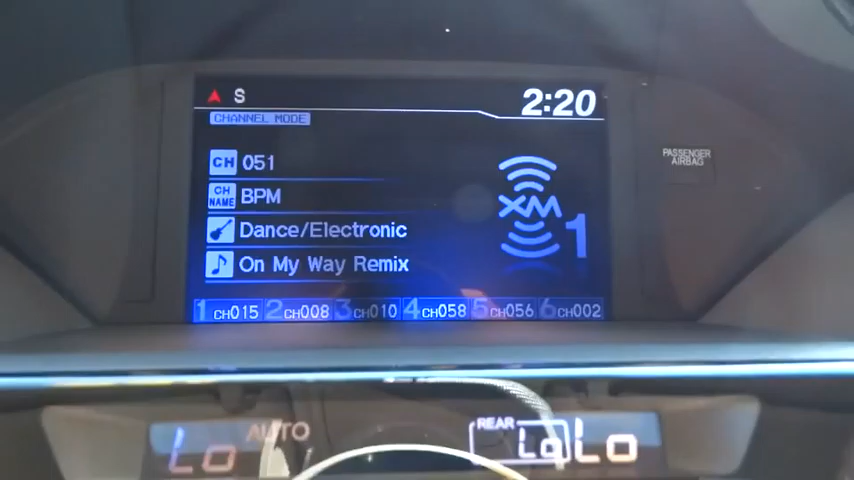 S
2:20
CHANNEL MODE
CH 051
CH NAME BPM
Dance/Electronic
On My Way Remix
XM 1
PASSENGER
AIRBAG
1 CH015 2 CH008 3 CH010 4 CH058 5 CH056 6 CH002
AUTO
REAR
Lo Lo Lo